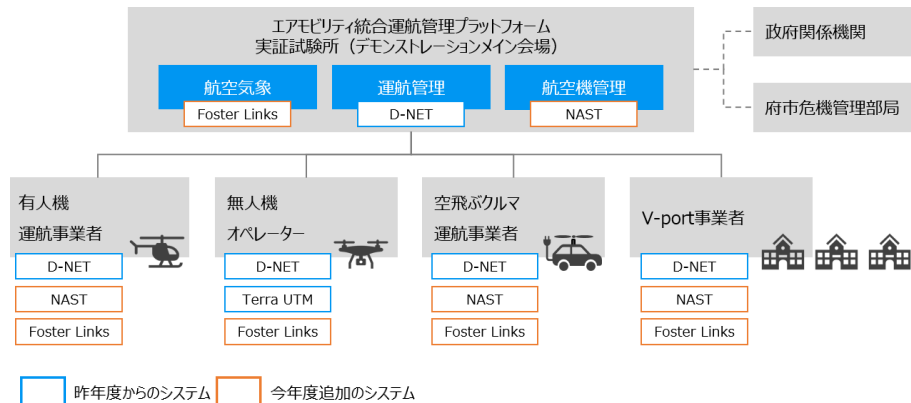 エアモビリティ統合運航管理プラットフォーム
実証試験所（デモンストレーションメイン会場）
航空気象
運航管理
航空機管理
Foster Links
D-NET
NAST
政府関係機関
府市危機管理部局
有人機
運航事業者
D-NET
NAST
Foster Links
無人機
オペレーター
D-NET
Terra UTM
Foster Links
空飛ぶクルマ
運航事業者
D-NET
NAST
Foster Links
V-port事業者
D-NET
NAST
Foster Links
昨年度からのシステム
今年度追加のシステム